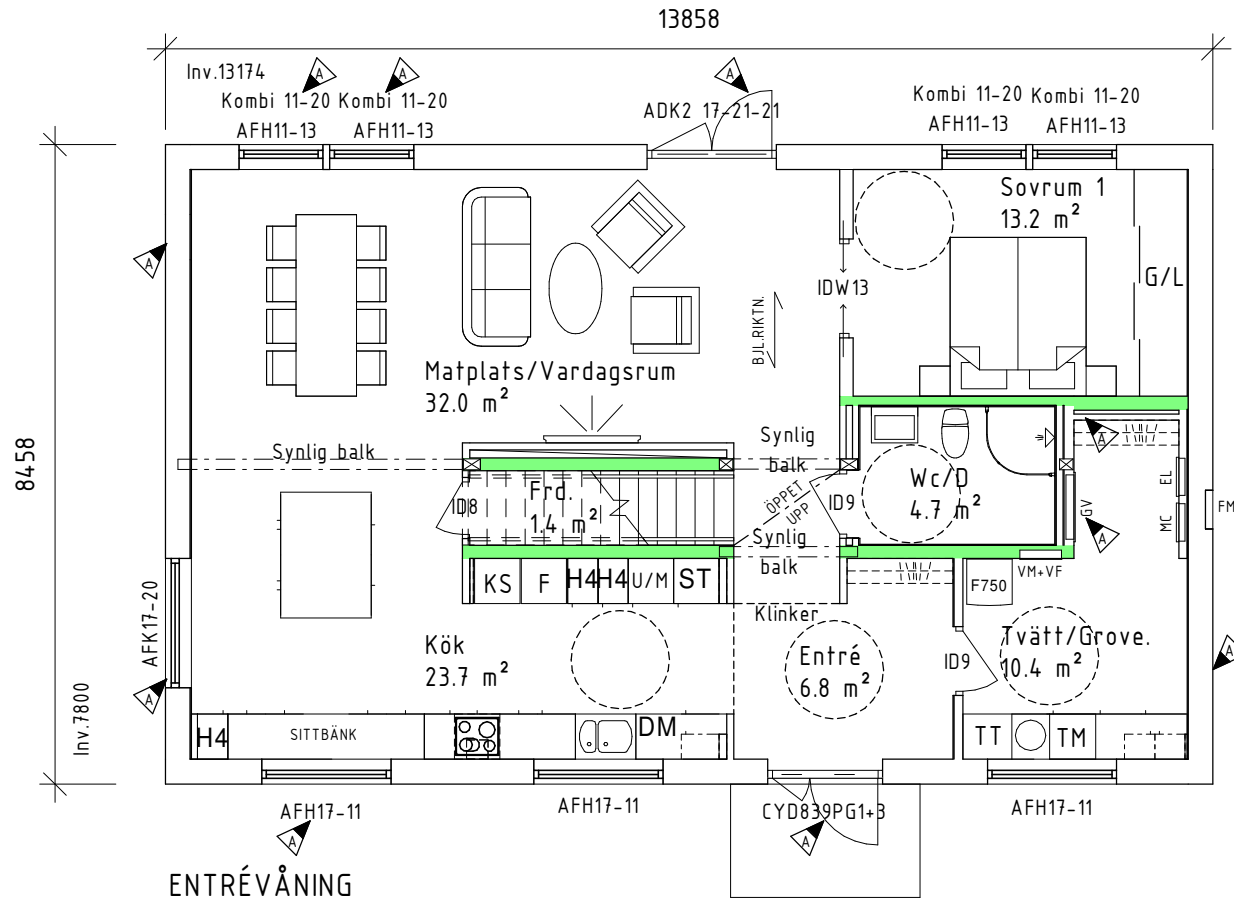 13858
Inv.13174
A
A
A
Kombi 11-20
Kombi 11-20
Kombi 11-20
Kombi 11-20
ADK2 17-21-21
AFH11-13
AFH11-13
AFH11-13
AFH11-13
Sovrum 1
13.2 m²
A
IDW13
G/L
BJL.RIKTN.
Matplats/Vardagsrum
32.0 m²
8458
Synlig balk
Synlig
balk
A
Frd.
1.4 m²
ID8
ÖPPET
UPP
ID9
Wc/D
4.7 m²
GV
EL
MC
FM
A
Synlig
balk
KS
F
H4
H4
U/M
ST
VM+VF
F750
Klinker
AFK17-20
Kök
23.7 m²
Entré
6.8 m²
ID9
Tvätt/Grove.
10.4 m²
A
A
Inv.7800
H4
SITTBÄNK
DM
TT
TM
AFH17-11
AFH17-11
CYD839PG1+3
AFH17-11
A
A
ENTRÉVÅNING